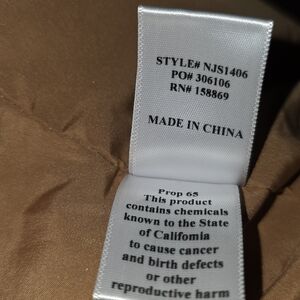 STYLE# NJS1406
PO# 306106
RN# 158869
MADE IN CHINA
Prop 65
This product
contains chemicals
known to the State
of California
to cause cancer
and birth defects
or other
reproductive harm